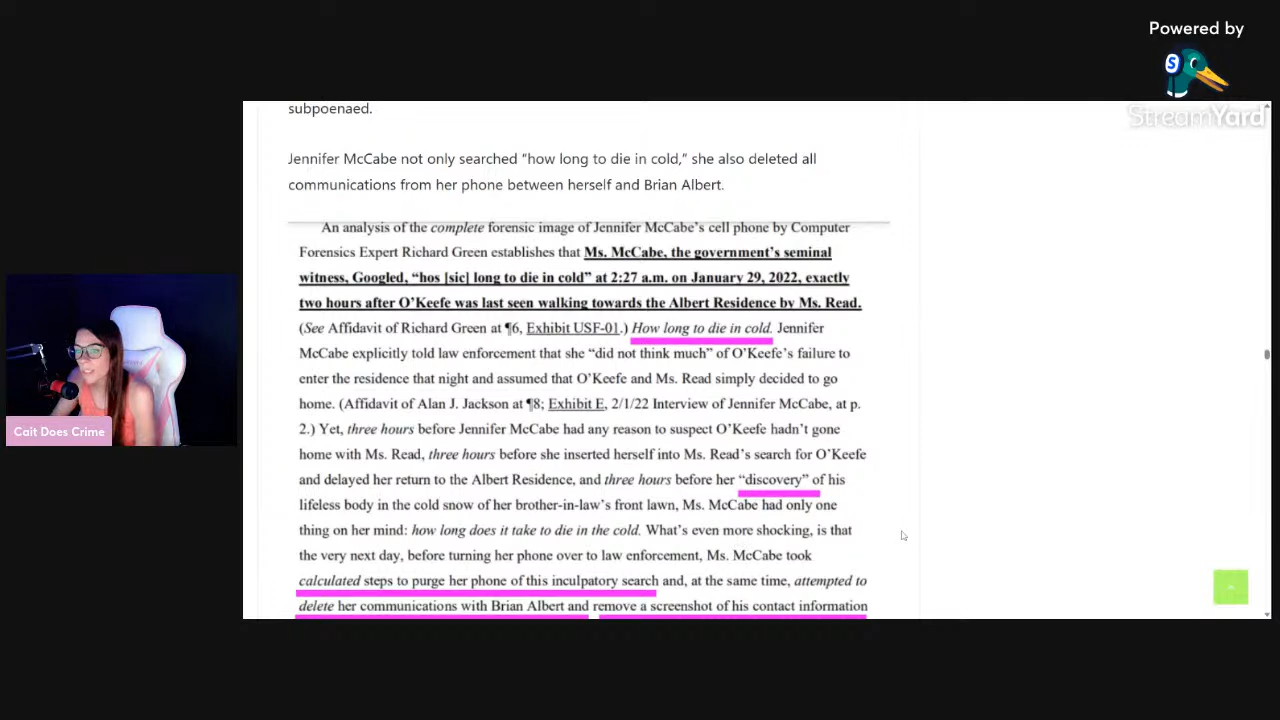 Powered by
S
StreamYard
subpoenaed.
Jennifer McCabe not only searched “how long to die in cold,” she also deleted all
communications from her phone between herself and Brian Albert.
An analysis of the complete forensic image of Jennifer McCabe’s cell phone by Computer
Forensics Expert Richard Green establishes that Ms. McCabe, the government’s seminal
witness, Googled, “hos [sic] long to die in cold” at 2:27 a.m. on January 29, 2022, exactly
two hours after O’Keefe was last seen walking towards the Albert Residence by Ms. Read.
(See Affidavit of Richard Green at ¶6, Exhibit USF-01.) How long to die in cold. Jennifer
McCabe explicitly told law enforcement that she “did not think much” of O’Keefe’s failure to
enter the residence that night and assumed that O’Keefe and Ms. Read simply decided to go
home. (Affidavit of Alan J. Jackson at ¶8; Exhibit E, 2/1/22 Interview of Jennifer McCabe, at p.
2.) Yet, three hours before Jennifer McCabe had any reason to suspect O’Keefe hadn’t gone
home with Ms. Read, three hours before she inserted herself into Ms. Read’s search for O’Keefe
and delayed her return to the Albert Residence, and three hours before her “discovery” of his
lifeless body in the cold snow of her brother-in-law’s front lawn, Ms. McCabe had only one
thing on her mind: how long does it take to die in the cold. What’s even more shocking, is that
the very next day, before turning her phone over to law enforcement, Ms. McCabe took
calculated steps to purge her phone of this inculpatory search and, at the same time, attempted to
delete her communications with Brian Albert and remove a screenshot of his contact information
Cait Does Crime